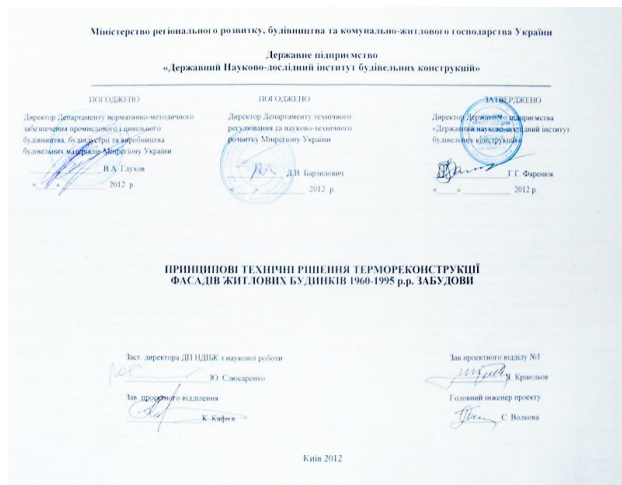 Міністерство регіонального розвитку, будівництва та комунально-житлового господарства України
Державне підприємство
«Державний Науково-дослідний інститут будівельних конструкцій»
ПОГОДЖЕНО
Директор Департаменту нормативно-методичного
забезпечення промислового і цивільного
будівництва, будіндустрії та виробництва
будівельних матеріалів Мінрегіону України
В.А. Глухов
« » 2012 р.
ПОГОДЖЕНО
Директор Департаменту технічного
регулювання та науково-технічного
розвитку Мінрегіону України
Д.В. Барзилович
« » 2012 р.
ЗАТВЕРДЖЕНО
Директор Державного підприємства
«Державний науково-дослідний інститут
будівельних конструкцій»
Г.Г. Фаренюк
« » 2012 р.
ПРИНЦИПОВІ ТЕХНІЧНІ РІШЕННЯ ТЕРМОРЕКОНСТРУКЦІЇ
ФАСАДІВ ЖИТЛОВИХ БУДИНКІВ 1960-1995 р.р. ЗАБУДОВИ
Заст. директора ДП НДІБК з наукової роботи
Ю. Слюсаренко
Зав. проектного відділення
К. Кафієв
Зав.проектного відділу №1
Я. Крівельов
Головний інженер проекту
С. Волкова
Київ 2012